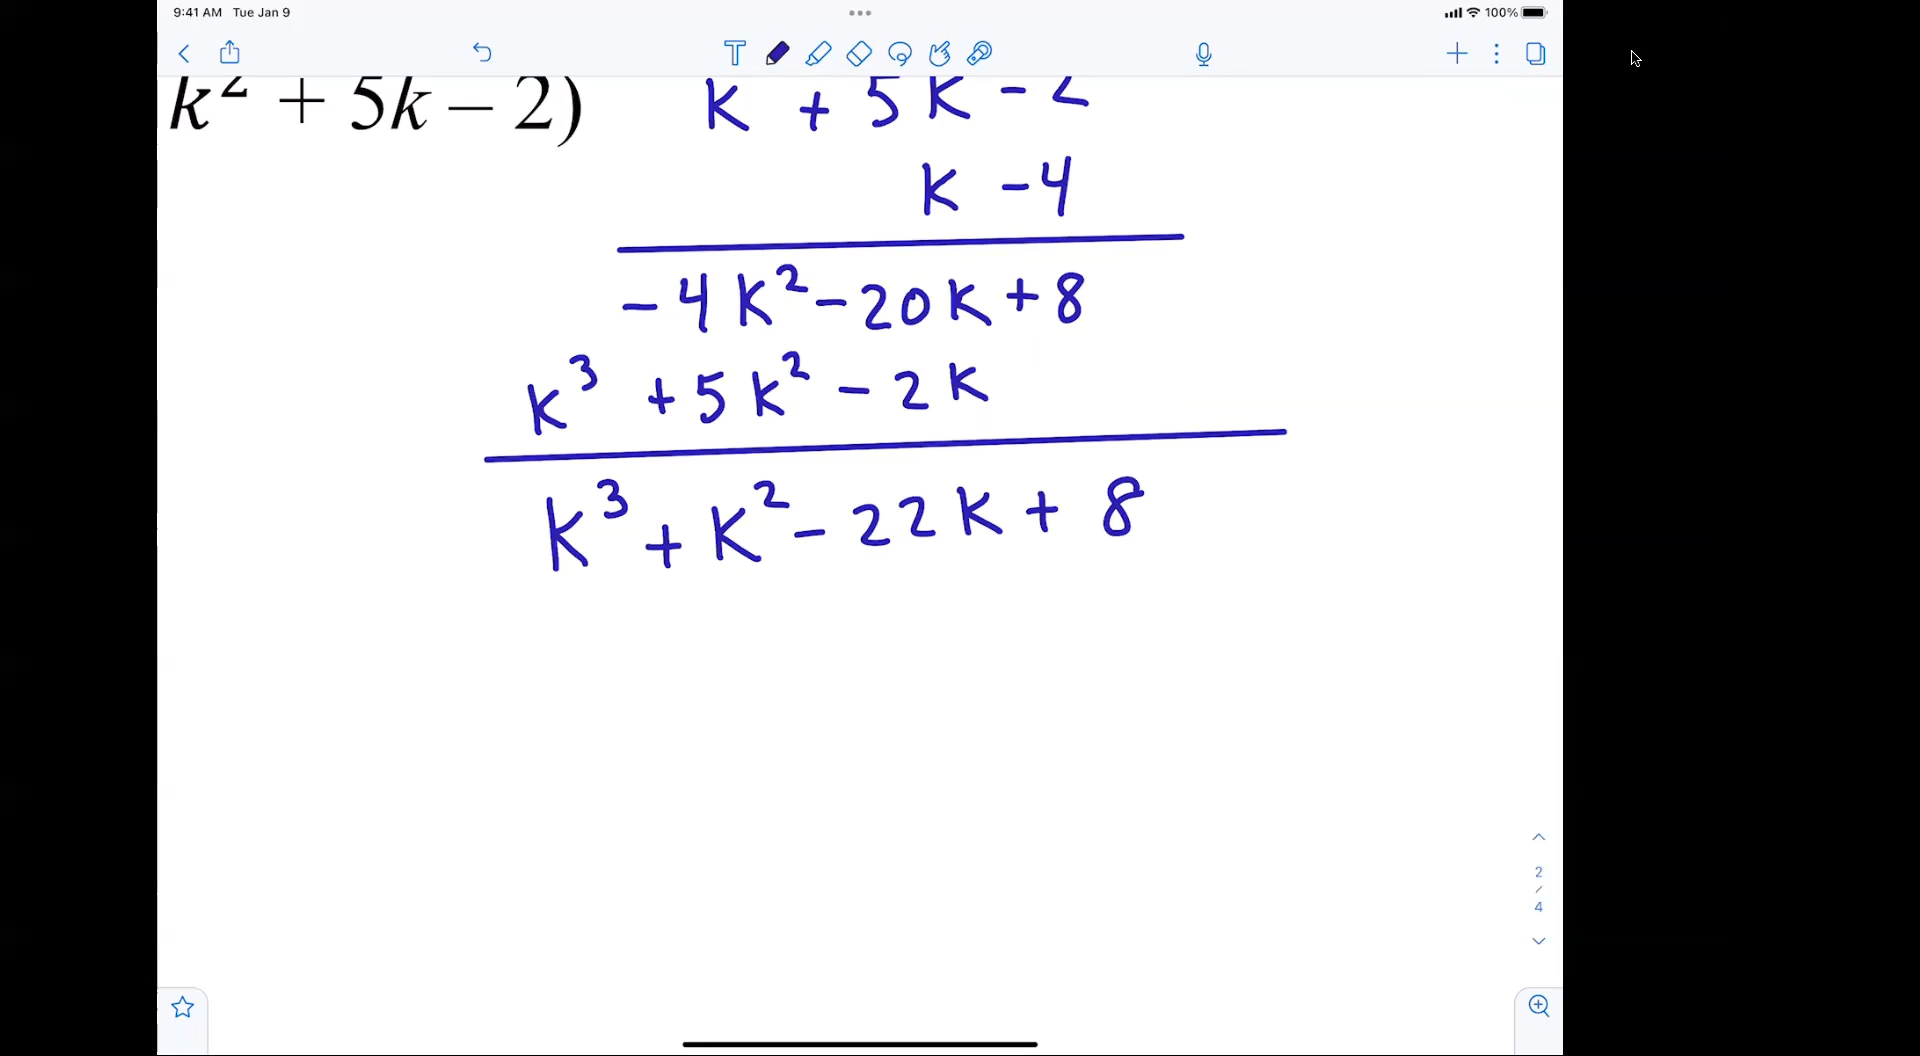 9:41 AM Tue Jan 9 100%
k² + 5k − 2)
k + 5k - 2
k - 4
- 4k² - 20k + 8
k³ + 5k² - 2k
k³ + k² - 22k + 8
2
/
4